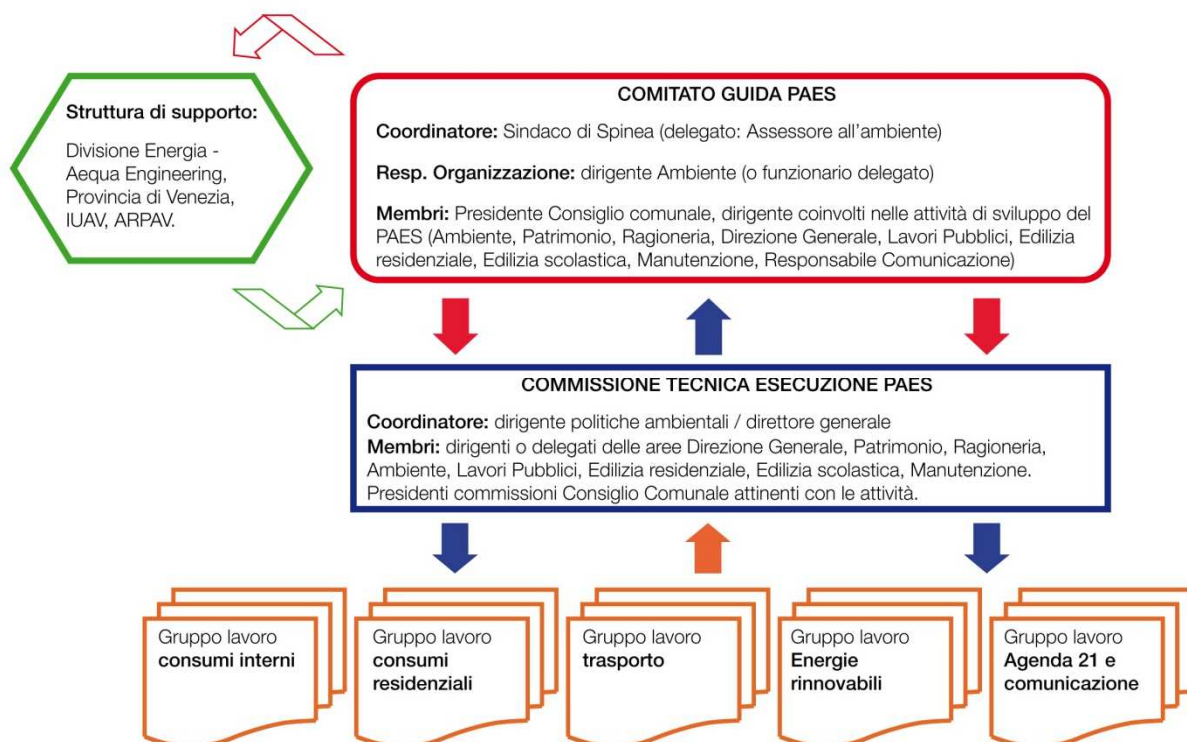 Struttura di supporto:
Divisione Energia -
Aequa Engineering,
Provincia di Venezia,
IUAV, ARPAV.
COMITATO GUIDA PAES
Coordinatore: Sindaco di Spinea (delegato: Assessore all'ambiente)
Resp. Organizzazione: dirigente Ambiente (o funzionario delegato)
Membri: Presidente Consiglio comunale, dirigente coinvolti nelle attività di sviluppo del
PAES (Ambiente, Patrimonio, Ragioneria, Direzione Generale, Lavori Pubblici, Edilizia
residenziale, Edilizia scolastica, Manutenzione, Responsabile Comunicazione)
COMMISSIONE TECNICA ESECUZIONE PAES
Coordinatore: dirigente politiche ambientali / direttore generale
Membri: dirigenti o delegati delle aree Direzione Generale, Patrimonio, Ragioneria,
Ambiente, Lavori Pubblici, Edilizia residenziale, Edilizia scolastica, Manutenzione.
Presidenti commissioni Consiglio Comunale attinenti con le attività.
Gruppo lavoro
consumi interni
Gruppo lavoro
consumi
residenziali
Gruppo lavoro
trasporto
Gruppo lavoro
Energie
rinnovabili
Gruppo lavoro
Agenda 21 e
comunicazione